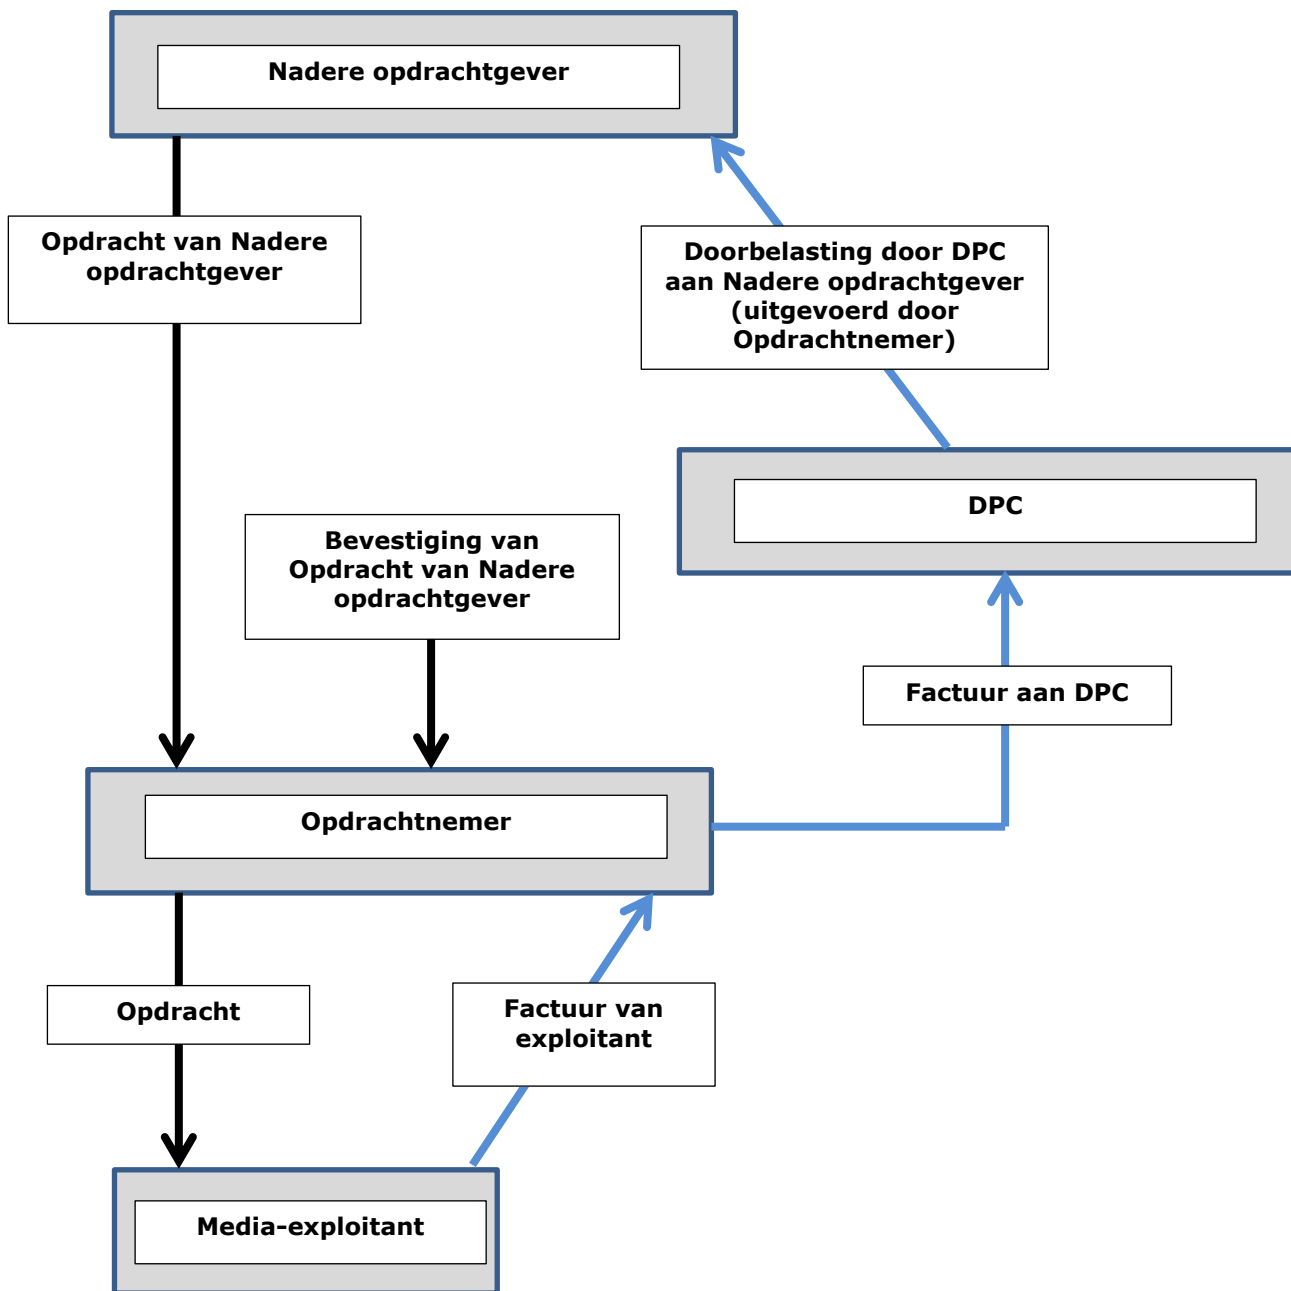 Nadere opdrachtgever
Opdracht van Nadere
opdrachtgever
Doorbelasting door DPC
aan Nadere opdrachtgever
(uitgevoerd door
Opdrachtnemer)
DPC
Bevestiging van
Opdracht van Nadere
opdrachtgever
Factuur aan DPC
Opdrachtnemer
Opdracht
Factuur van
exploitant
Media-exploitant